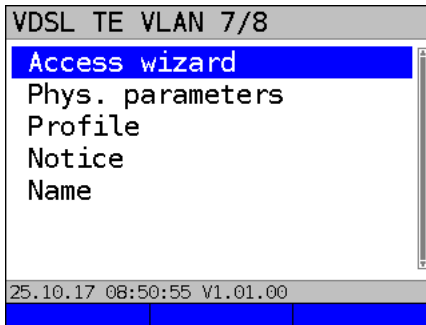 VDSL TE VLAN 7/8
Access wizard
Phys. parameters
Profile
Notice
Name
25.10.17 08:50:55 V1.01.00